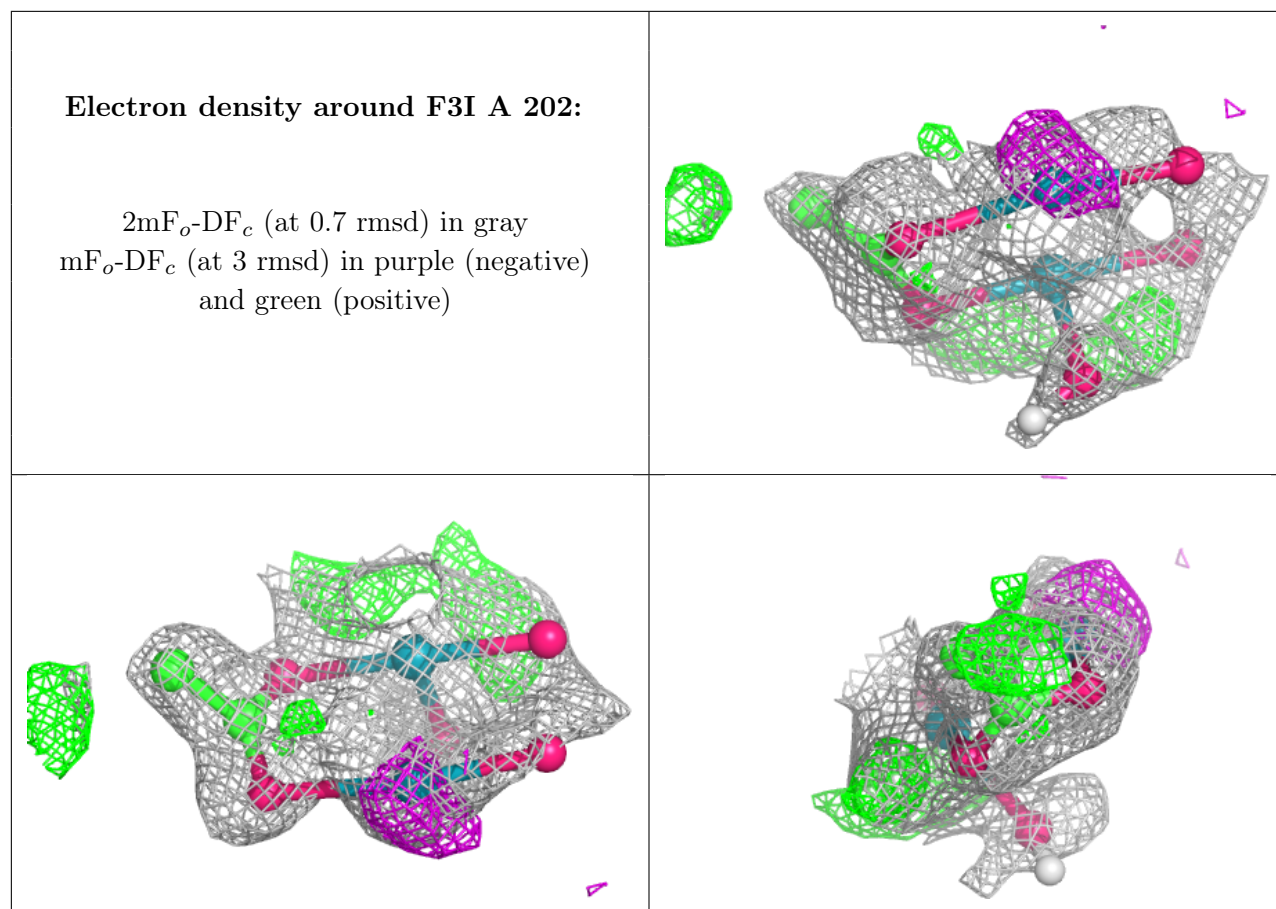 Electron density around F3I A 202:
2mFo-DFc (at 0.7 rmsd) in gray
mFo-DFc (at 3 rmsd) in purple (negative)
and green (positive)